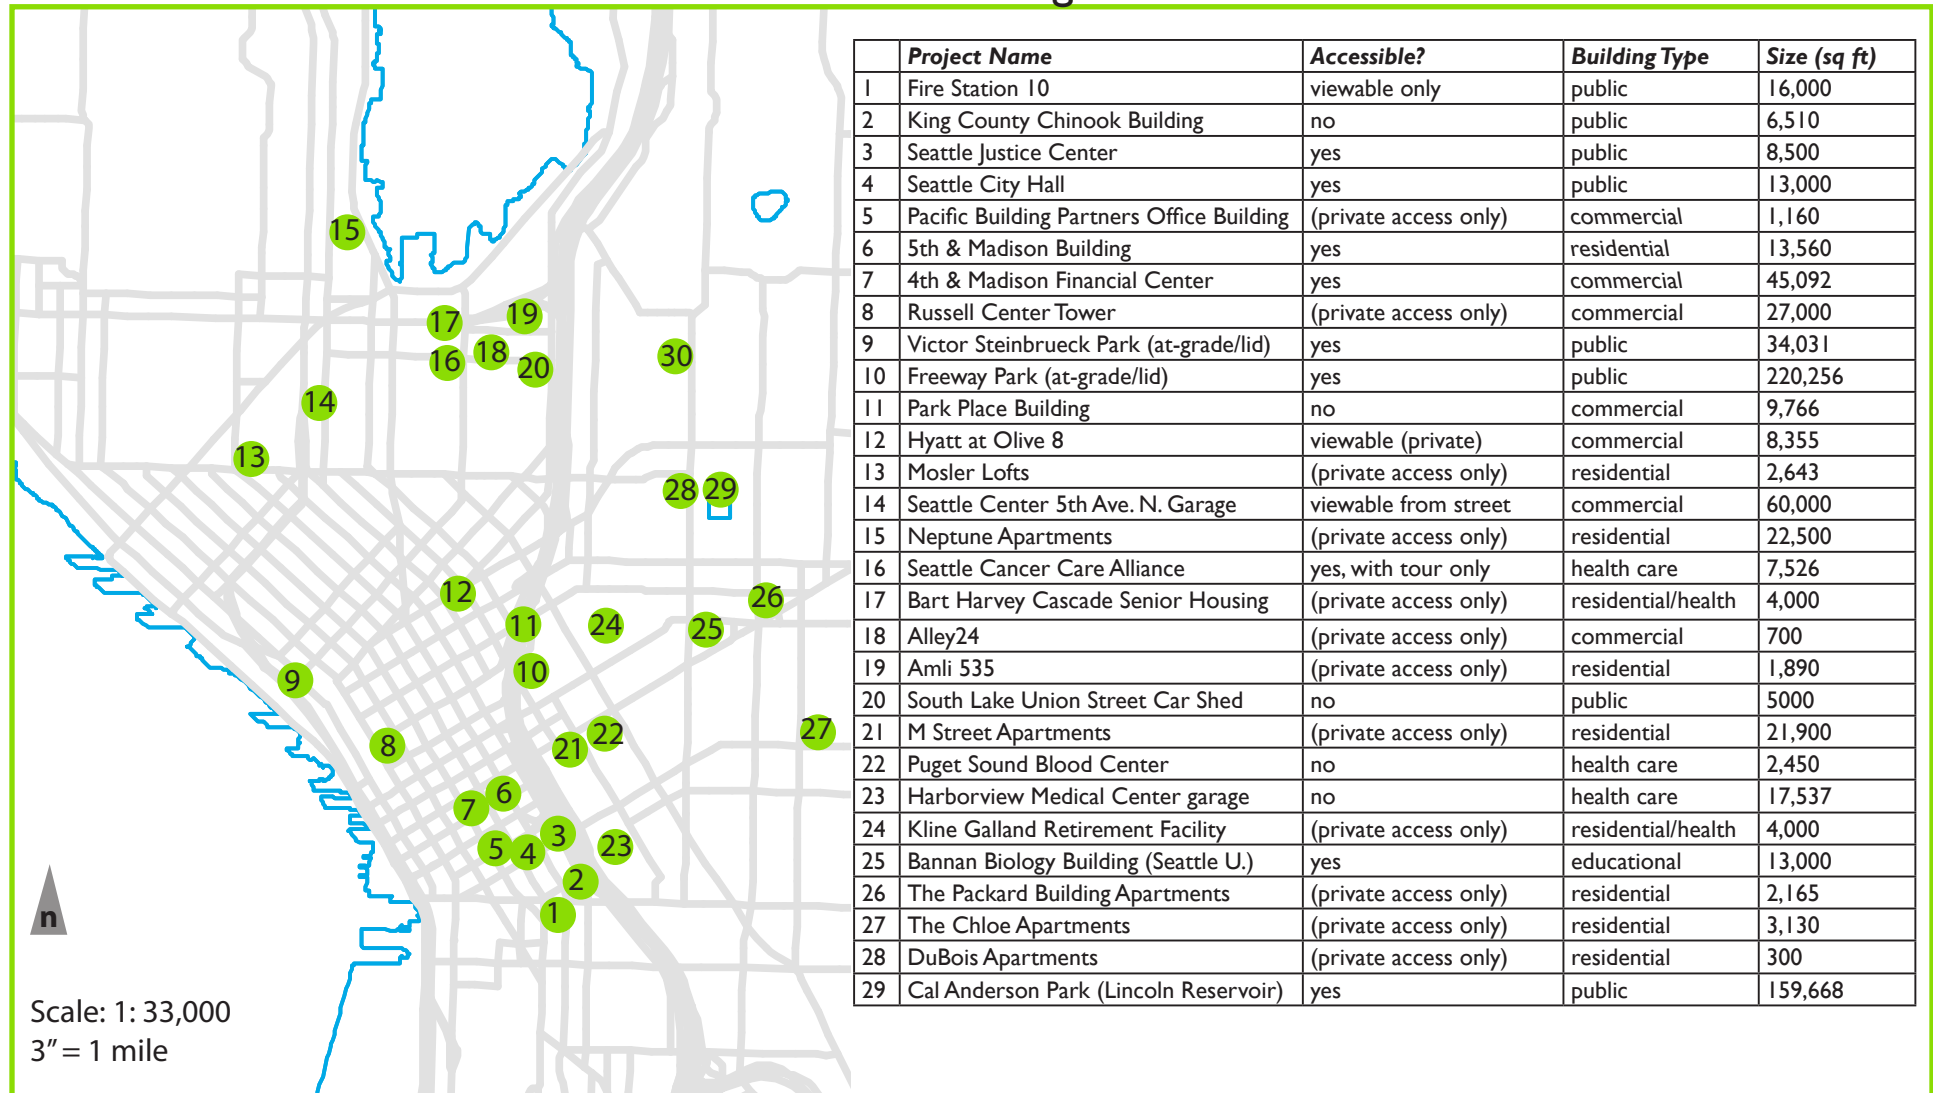 g
Project Name Accessible? Building Type Size (sq ft)
1 Fire Station 10 viewable only public 16,000
2 King County Chinook Building no public 6,510
3 Seattle Justice Center yes public 8,500
4 Seattle City Hall yes public 13,000
5 Pacific Building Partners Office Building (private access only) commercial 1,160
6 5th & Madison Building yes residential 13,560
7 4th & Madison Financial Center yes commercial 45,092
8 Russell Center Tower (private access only) commercial 27,000
9 Victor Steinbrueck Park (at-grade/lid) yes public 34,031
10 Freeway Park (at-grade/lid) yes public 220,256
11 Park Place Building no commercial 9,766
12 Hyatt at Olive 8 viewable (private) commercial 8,355
13 Mosler Lofts (private access only) residential 2,643
14 Seattle Center 5th Ave. N. Garage viewable from street commercial 60,000
15 Neptune Apartments (private access only) residential 22,500
16 Seattle Cancer Care Alliance yes, with tour only health care 7,526
17 Bart Harvey Cascade Senior Housing (private access only) residential/health 4,000
18 Alley24 (private access only) commercial 700
19 Amli 535 (private access only) residential 1,890
20 South Lake Union Street Car Shed no public 5000
21 M Street Apartments (private access only) residential 21,900
22 Puget Sound Blood Center no health care 2,450
23 Harborview Medical Center garage no health care 17,537
24 Kline Galland Retirement Facility (private access only) residential/health 4,000
25 Bannan Biology Building (Seattle U.) yes educational 13,000
26 The Packard Building Apartments (private access only) residential 2,165
27 The Chloe Apartments (private access only) residential 3,130
28 DuBois Apartments (private access only) residential 300
29 Cal Anderson Park (Lincoln Reservoir) yes public 159,668
15
17
19
16
18
20
30
14
13
28
29
12
11
24
25
26
10
9
8
21
22
27
7
6
5
4
3
23
2
1
n
Scale: 1: 33,000
3" = 1 mile